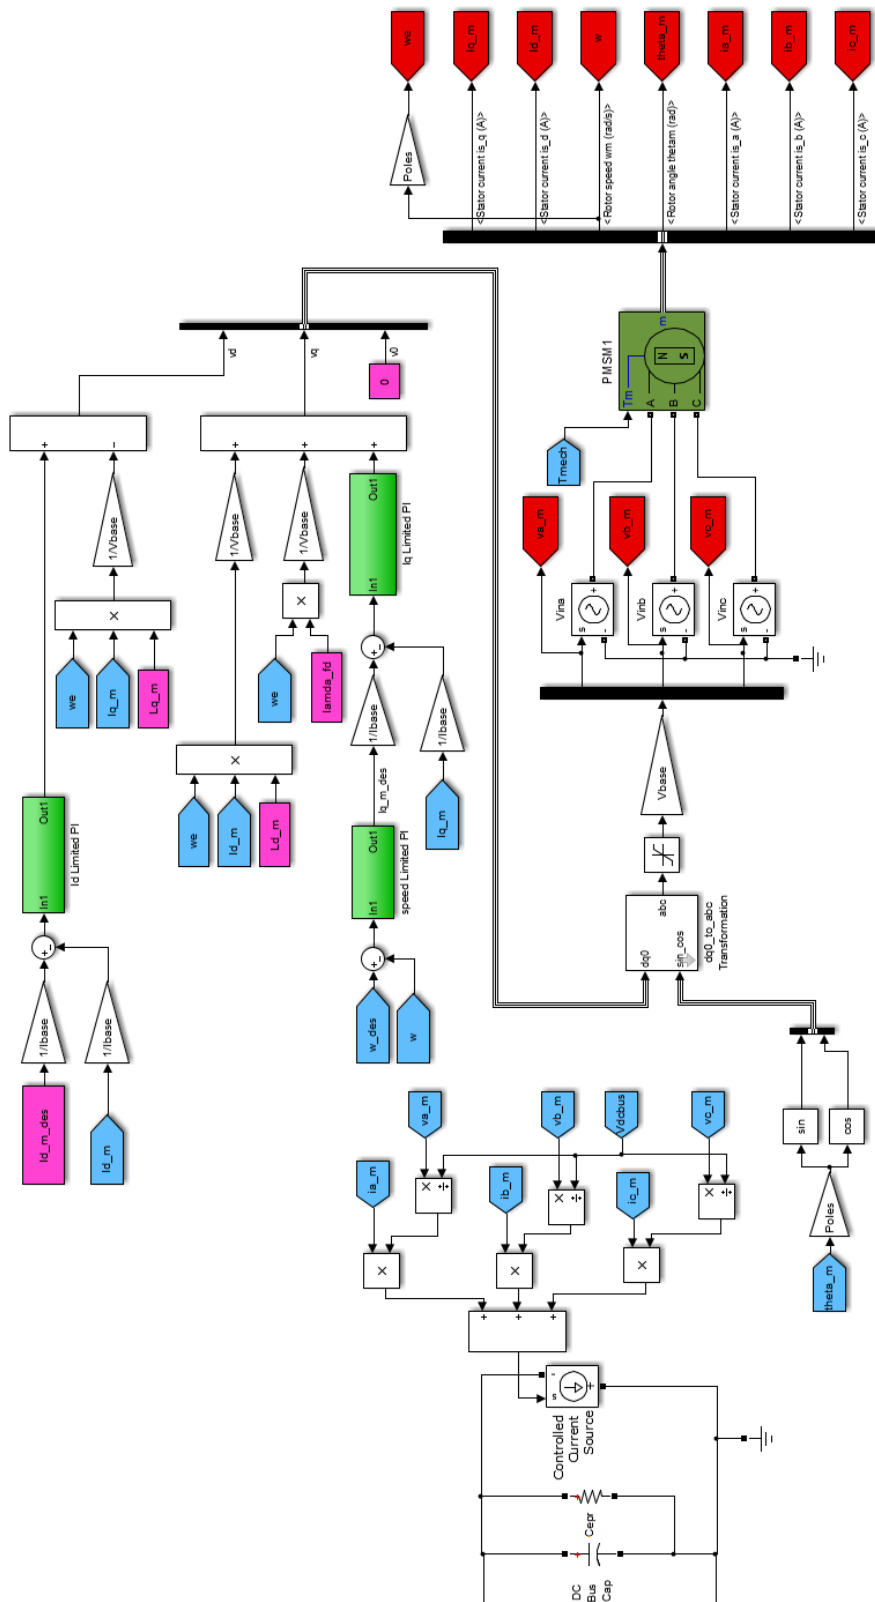 we
Iq_m
Id_m
w
theta_m
ia_m
ib_m
ic_m
Poles
<Stator current is_q (A)>
<Stator current is_d (A)>
<Rotor speed wm (rad/s)>
<Rotor angle thetam (rad)>
<Stator current is_a (A)>
<Stator current is_b (A)>
<Stator current is_c (A)>
vd
vq
v0
0
PMSM1
m
N
S
Tm
A
B
C
Tmech
+
-
+
+
+
1/Vbase
1/Vbase
1/Vbase
Out1
In1
Iq Limited PI
×
×
we
Iq_m
Lq_m
we
lamda_fd
va_m
vb_m
vc_m
Vina
Vinb
Vinc
s
+
-
s
+
-
s
+
-
+-
1/Ibase
1/Ibase
Iq_m_des
Iq_m
×
we
Id_m
Ld_m
Out1
In1
Id Limited PI
Out1
In1
speed Limited PI
Vbase
abc
dq0
sin_cos
dq0_to_abc
Transformation
+-
1/Ibase
1/Ibase
Id_m_des
Id_m
+-
w_des
w
va_m
vb_m
Vdcbus
vc_m
ia_m
ib_m
ic_m
×
÷
×
÷
×
÷
×
×
×
sin
cos
Poles
theta_m
+
+
+
-
s
+
Controlled
Current
Source
+
Cepr
+
DC
Bus
Cap